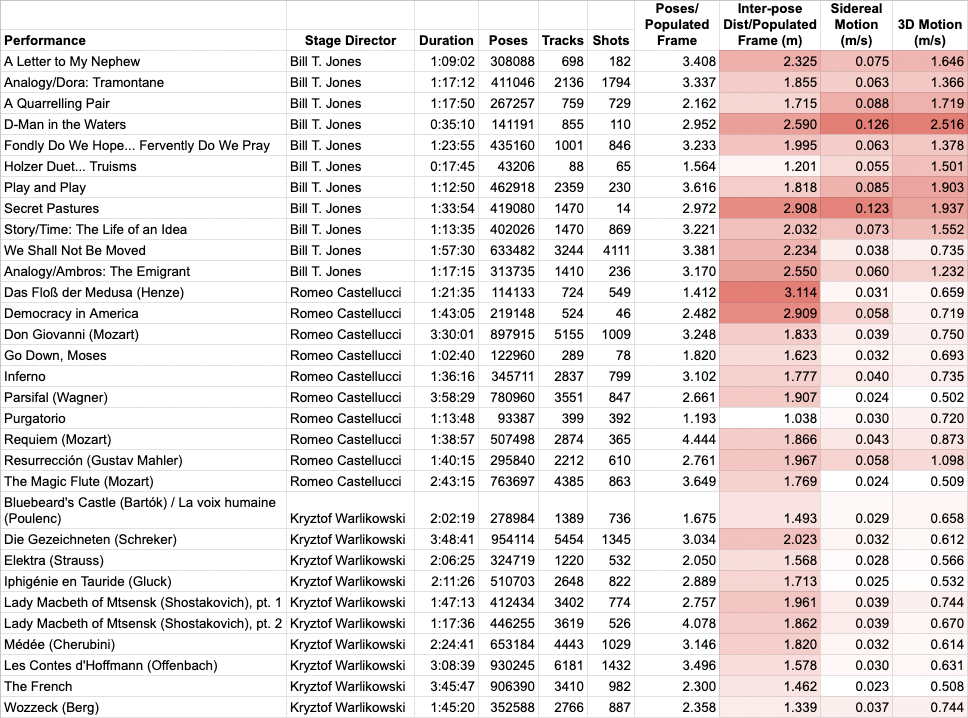 Performance Stage Director Duration Poses Tracks Shots Poses/ Populated Frame Inter-pose Dist/Populated Frame (m) Sidereal Motion (m/s) 3D Motion (m/s)
A Letter to My Nephew Bill T. Jones 1:09:02 308088 698 182 3.408 2.325 0.075 1.646
Analogy/Dora: Tramontane Bill T. Jones 1:17:12 411046 2136 1794 3.337 1.855 0.063 1.366
A Quarrelling Pair Bill T. Jones 1:17:50 267257 759 729 2.162 1.715 0.088 1.719
D-Man in the Waters Bill T. Jones 0:35:10 141191 855 110 2.952 2.590 0.126 2.516
Fondly Do We Hope... Fervently Do We Pray Bill T. Jones 1:23:55 435160 1001 846 3.233 1.995 0.063 1.378
Holzer Duet... Truisms Bill T. Jones 0:17:45 43206 88 65 1.564 1.201 0.055 1.501
Play and Play Bill T. Jones 1:12:50 462918 2359 230 3.616 1.818 0.085 1.903
Secret Pastures Bill T. Jones 1:33:54 419080 1470 14 2.972 2.908 0.123 1.937
Story/Time: The Life of an Idea Bill T. Jones 1:13:35 402026 1470 869 3.221 2.032 0.073 1.552
We Shall Not Be Moved Bill T. Jones 1:57:30 633482 3244 4111 3.381 2.234 0.038 0.735
Analogy/Ambros: The Emigrant Bill T. Jones 1:17:15 313735 1410 236 3.170 2.550 0.060 1.232
Das Floß der Medusa (Henze) Romeo Castellucci 1:21:35 114133 724 549 1.412 3.114 0.031 0.659
Democracy in America Romeo Castellucci 1:43:05 219148 524 46 2.482 2.909 0.058 0.719
Don Giovanni (Mozart) Romeo Castellucci 3:30:01 897915 5155 1009 3.248 1.833 0.039 0.750
Go Down, Moses Romeo Castellucci 1:02:40 122960 289 78 1.820 1.623 0.032 0.693
Inferno Romeo Castellucci 1:36:16 345711 2837 799 3.102 1.777 0.040 0.735
Parsifal (Wagner) Romeo Castellucci 3:58:29 780960 3551 847 2.661 1.907 0.024 0.502
Purgatorio Romeo Castellucci 1:13:48 93387 399 392 1.193 1.038 0.030 0.720
Requiem (Mozart) Romeo Castellucci 1:38:57 507498 2874 365 4.444 1.866 0.043 0.873
Resurrección (Gustav Mahler) Romeo Castellucci 1:40:15 295840 2212 610 2.761 1.967 0.058 1.098
The Magic Flute (Mozart) Romeo Castellucci 2:43:15 763697 4385 863 3.649 1.769 0.024 0.509
Bluebeard's Castle (Bartók) / La voix humaine
(Poulenc) Kryztof Warlikowski 2:02:19 278984 1389 736 1.675 1.493 0.029 0.658
Die Gezeichneten (Schreker) Kryztof Warlikowski 3:48:41 954114 5454 1345 3.034 2.023 0.032 0.612
Elektra (Strauss) Kryztof Warlikowski 2:06:25 324719 1220 532 2.050 1.568 0.028 0.566
Iphigénie en Tauride (Gluck) Kryztof Warlikowski 2:11:26 510703 2648 822 2.889 1.713 0.025 0.532
Lady Macbeth of Mtsensk (Shostakovich), pt. 1 Kryztof Warlikowski 1:47:13 412434 3402 774 2.757 1.961 0.039 0.744
Lady Macbeth of Mtsensk (Shostakovich), pt. 2 Kryztof Warlikowski 1:17:36 446255 3619 526 4.078 1.862 0.039 0.670
Médée (Cherubini) Kryztof Warlikowski 2:24:41 653184 4443 1029 3.146 1.820 0.032 0.614
Les Contes d'Hoffmann (Offenbach) Kryztof Warlikowski 3:08:39 930245 6181 1432 3.496 1.578 0.030 0.631
The French Kryztof Warlikowski 3:45:47 906390 3410 982 2.300 1.462 0.023 0.508
Wozzeck (Berg) Kryztof Warlikowski 1:45:20 352588 2766 887 2.358 1.339 0.037 0.744